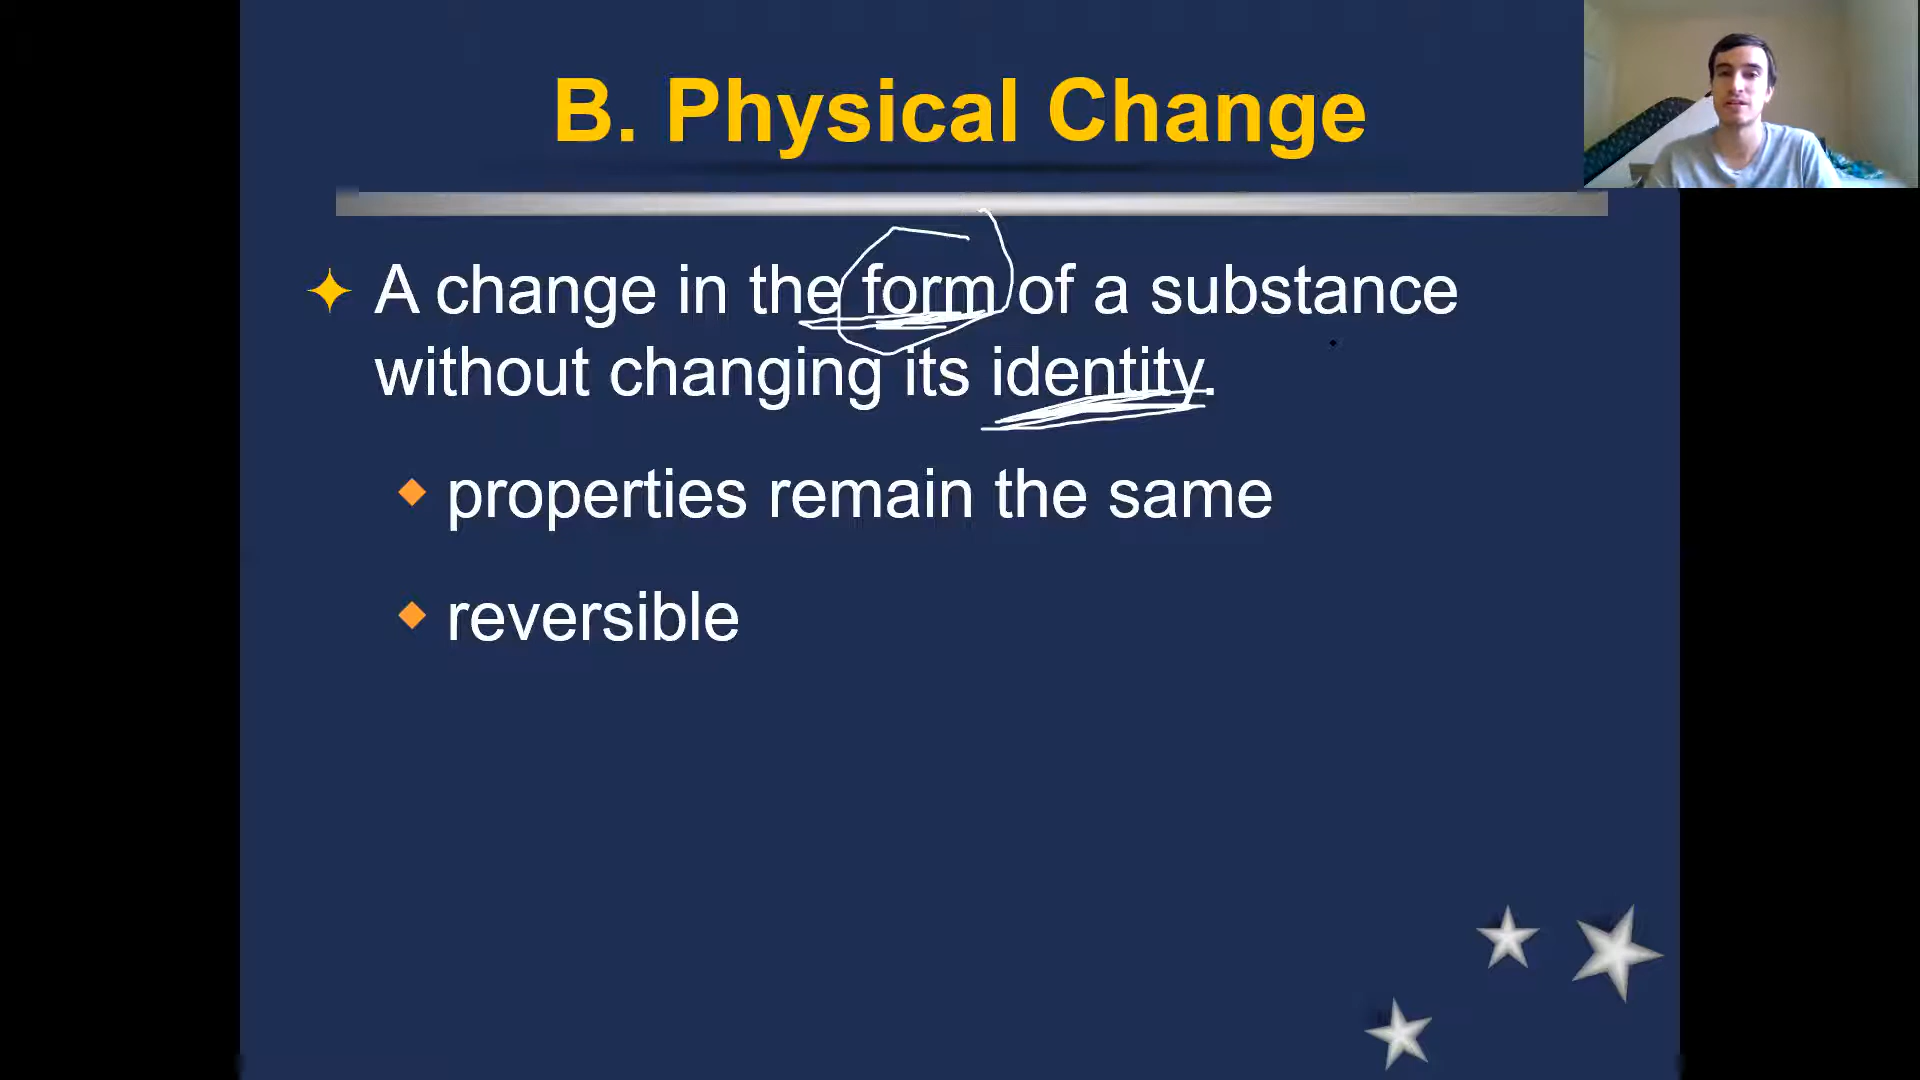 B. Physical Change
A change in the form of a substance
without changing its identity.
properties remain the same
reversible